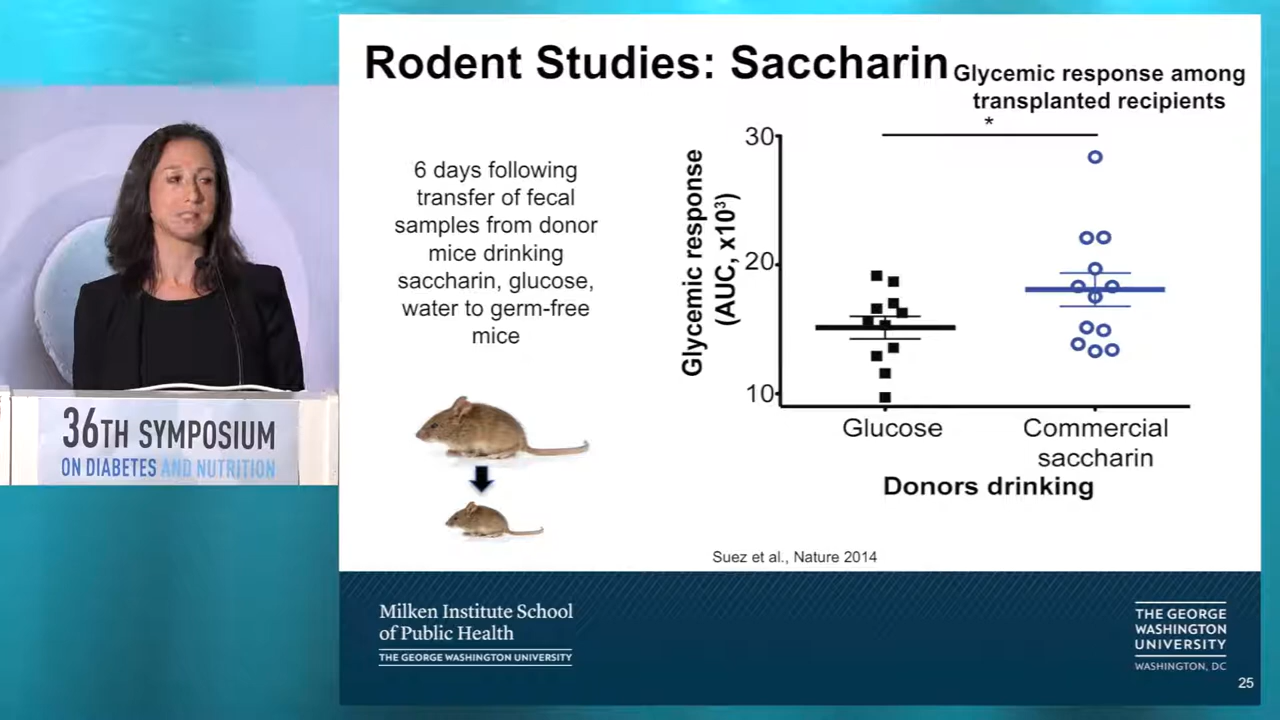 Rodent Studies: Saccharin
Glycemic response among
transplanted recipients
*
6 days following
transfer of fecal
samples from donor
mice drinking
saccharin, glucose,
water to germ-free
mice
Glycemic response
(AUC, x10³)
30
20
10
Glucose
Commercial
saccharin
Donors drinking
Suez et al., Nature 2014
36TH SYMPOSIUM
ON DIABETES AND NUTRITION
Milken Institute School
of Public Health
THE GEORGE WASHINGTON UNIVERSITY
THE GEORGE
WASHINGTON
UNIVERSITY
WASHINGTON, DC
25